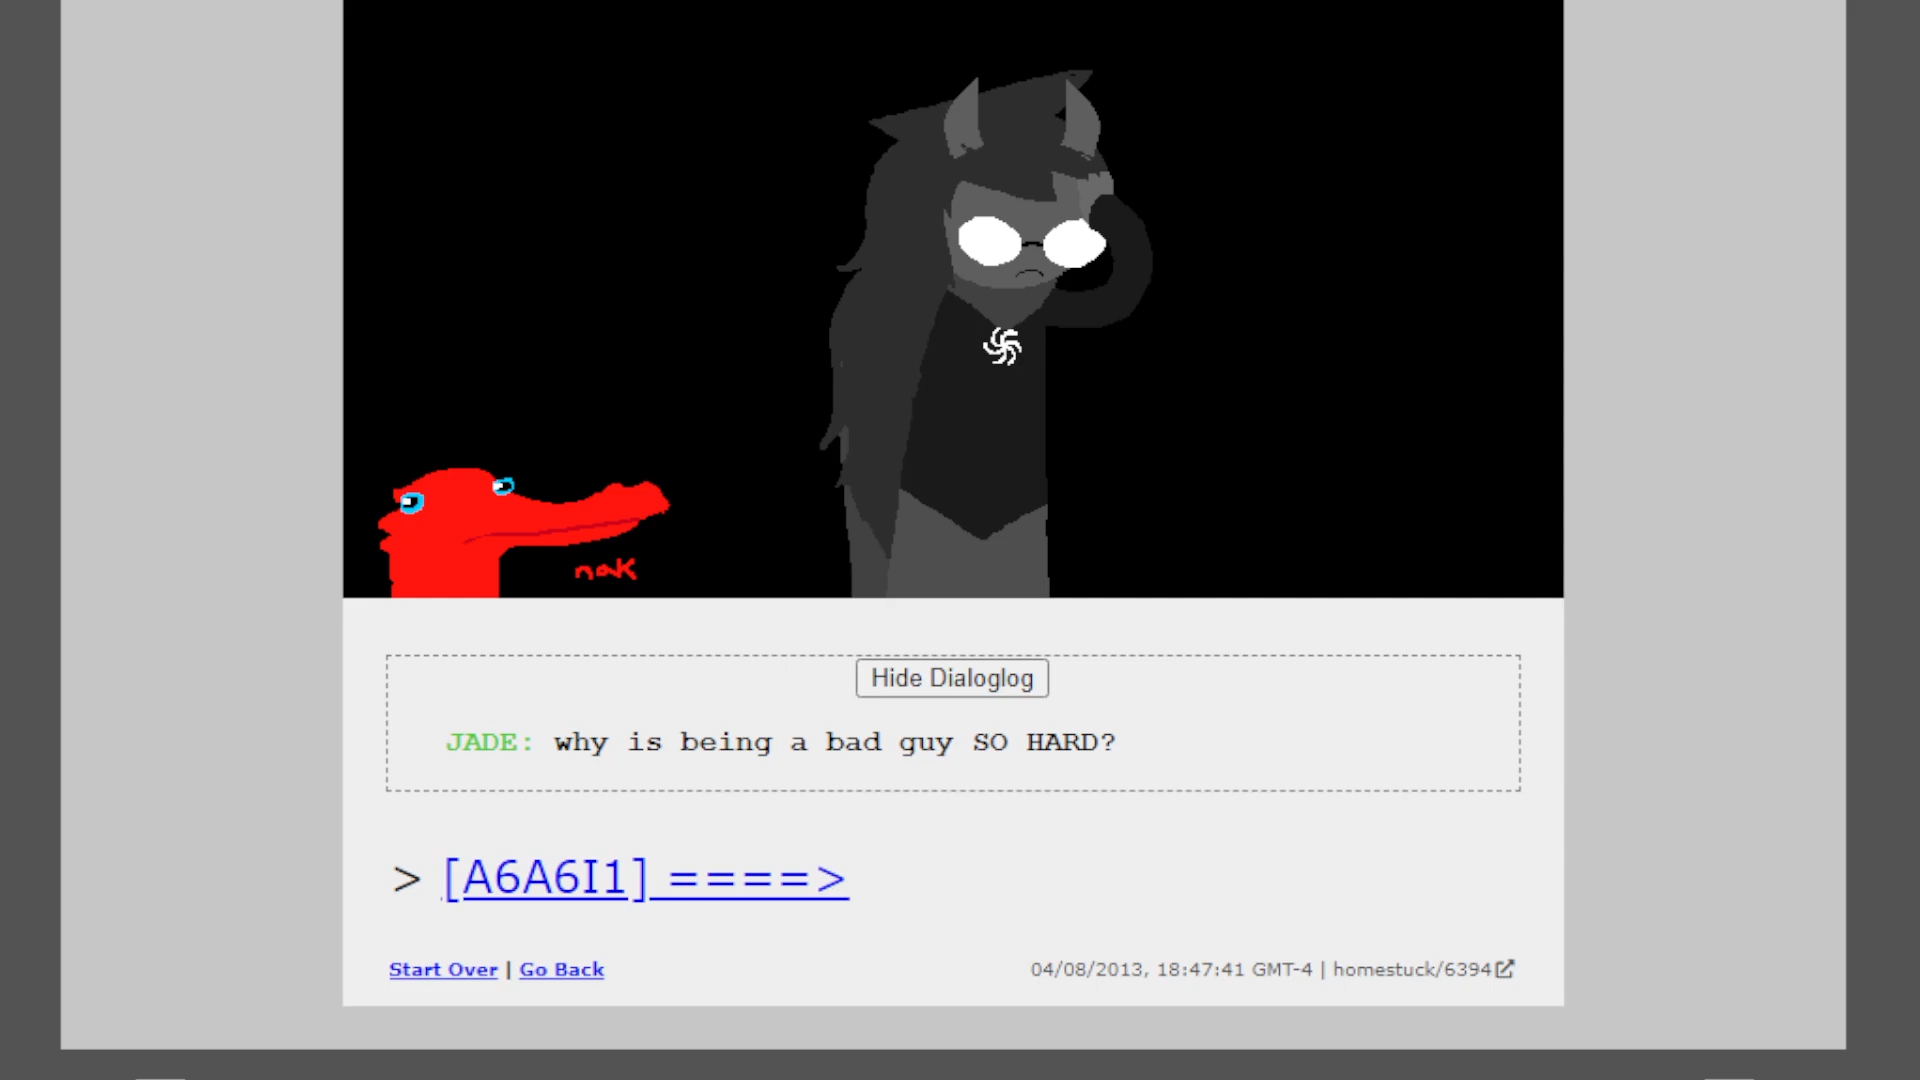 nak
Hide Dialoglog
JADE: why is being a bad guy SO HARD?
> [A6A6I1] ====>
Start Over | Go Back
04/08/2013, 18:47:41 GMT-4 | homestuck/6394